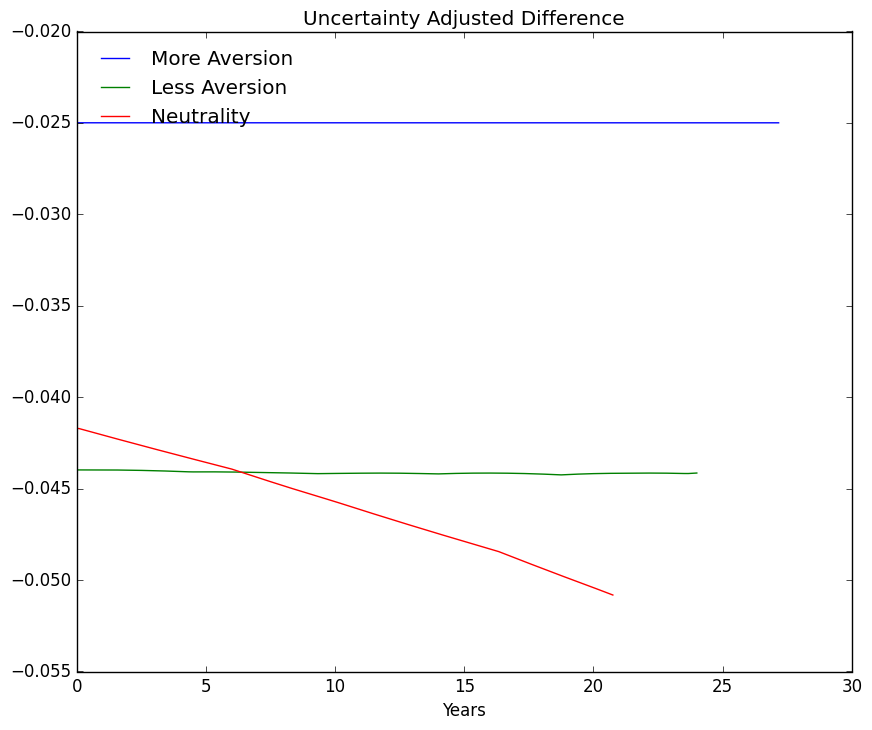 Uncertainty Adjusted Difference
More Aversion
Less Aversion
Neutrality
−0.020
−0.025
−0.030
−0.035
−0.040
−0.045
−0.050
−0.055
0 5 10 15 20 25 30
Years